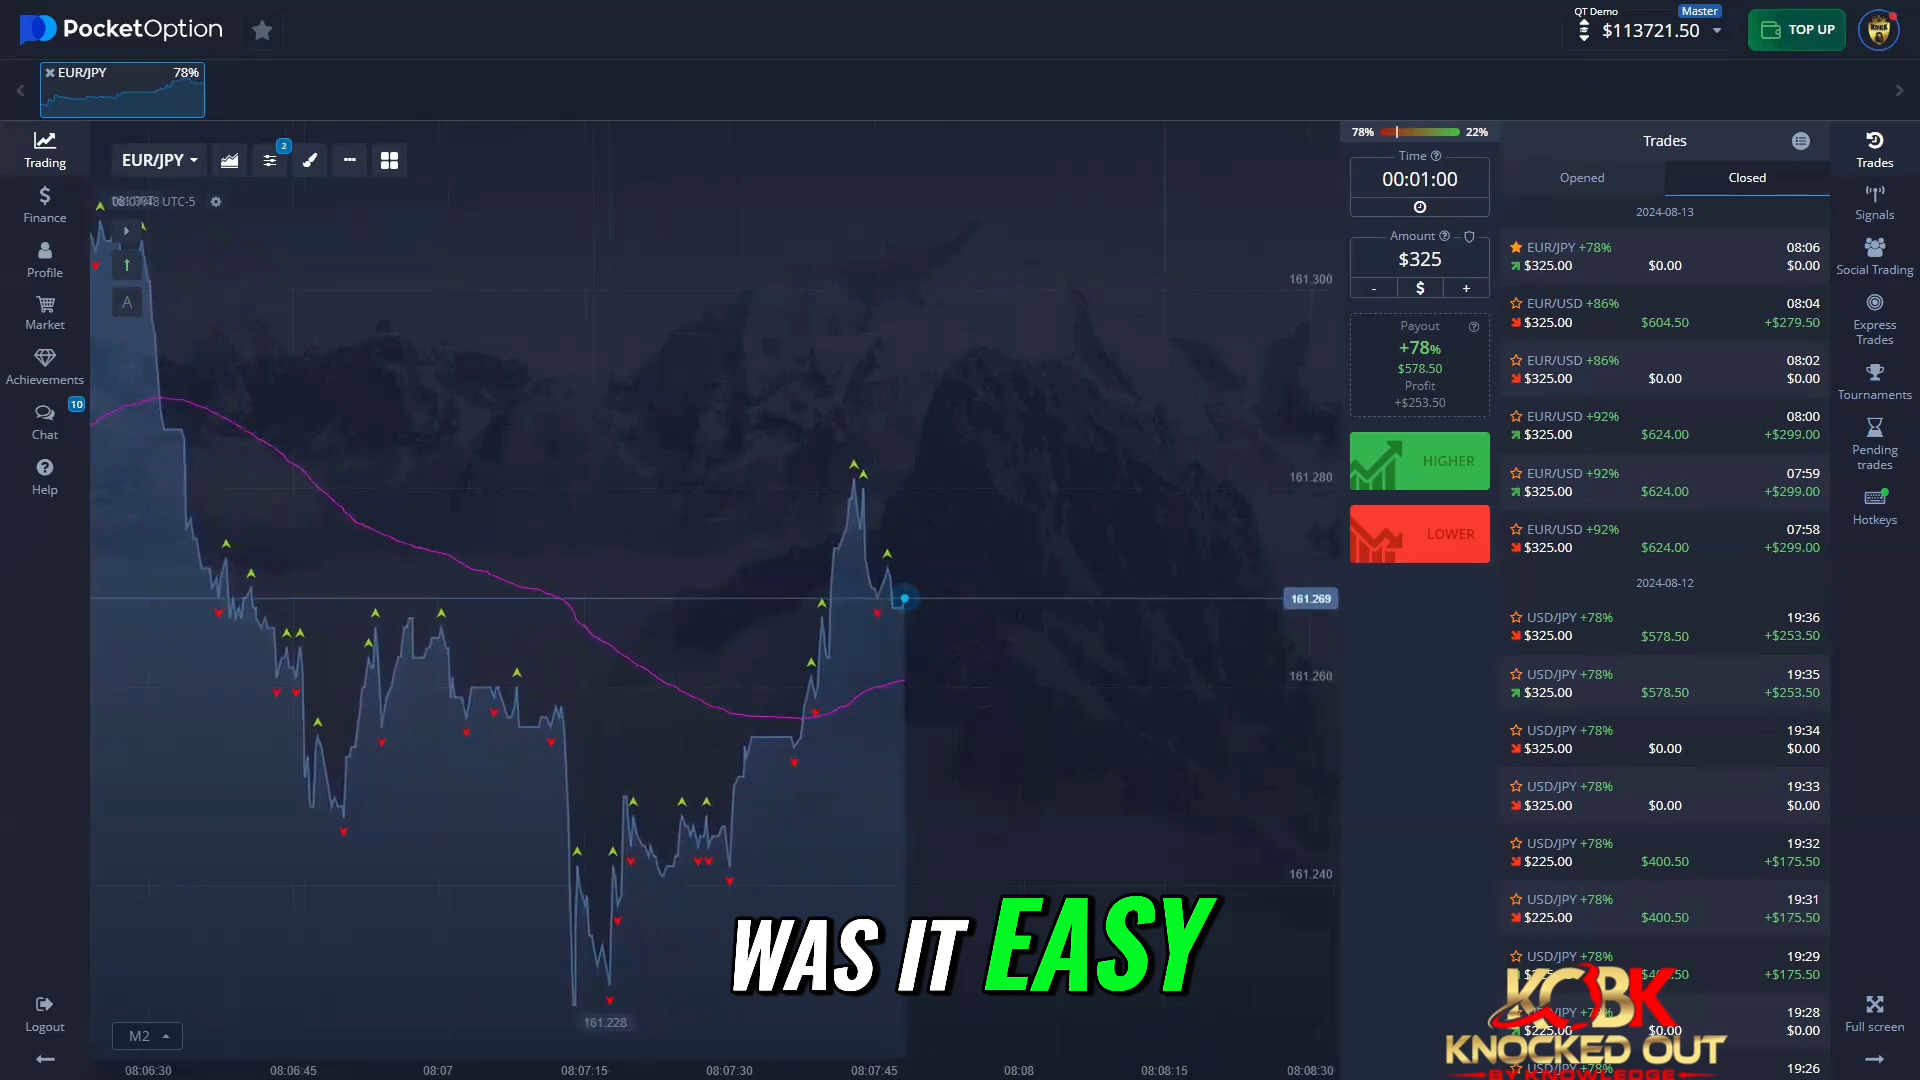 PocketOption
QT Demo
Master
$113721.50
TOP UP
EUR/JPY
78%
Trading
Finance
Profile
Market
Achievements
10
Chat
Help
Logout
EUR/JPY
2
UTC-5
A
161.300
161.280
161.269
161.260
161.240
161.228
M2
08:06:30
08:06:45
08:07
08:07:15
08:07:30
08:07:45
08:08
08:08:15
08:08:30
78%
22%
Time
00:01:00
Amount
$325
-
$
+
Payout
+78%
$578.50
Profit
+$253.50
HIGHER
LOWER
Trades
Opened
Closed
2024-08-13
EUR/JPY +78% 08:06
$325.00 $0.00 $0.00
EUR/USD +86% 08:04
$325.00 $604.50 +$279.50
EUR/USD +86% 08:02
$325.00 $0.00 $0.00
EUR/USD +92% 08:00
$325.00 $624.00 +$299.00
EUR/USD +92% 07:59
$325.00 $624.00 +$299.00
EUR/USD +92% 07:58
$325.00 $624.00 +$299.00
2024-08-12
USD/JPY +78% 19:36
$325.00 $578.50 +$253.50
USD/JPY +78% 19:35
$325.00 $578.50 +$253.50
USD/JPY +78% 19:34
$325.00 $0.00 $0.00
USD/JPY +78% 19:33
$325.00 $0.00 $0.00
USD/JPY +78% 19:32
$225.00 $400.50 +$175.50
USD/JPY +78% 19:31
$225.00 $400.50 +$175.50
USD/JPY +78% 19:29
+$175.50
19:28
$225.00 $0.00 $0.00
USD/JPY +78% 19:26
Trades
Signals
Social Trading
Express
Trades
Tournaments
Pending
trades
Hotkeys
Full screen
WAS IT EASY
KOBK
KNOCKED OUT
BY KNOWLEDGE